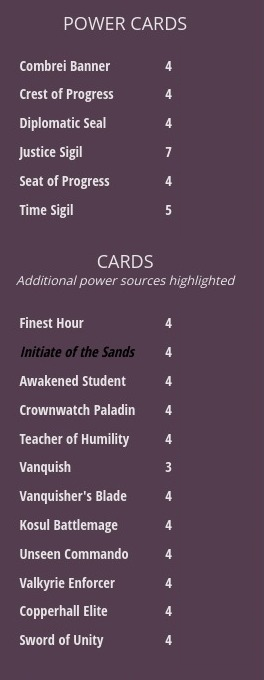 POWER CARDS
Combrei Banner 4
Crest of Progress 4
Diplomatic Seal 4
Justice Sigil 7
Seat of Progress 4
Time Sigil 5
CARDS
Additional power sources highlighted
Finest Hour 4
Initiate of the Sands 4
Awakened Student 4
Crownwatch Paladin 4
Teacher of Humility 4
Vanquish 3
Vanquisher's Blade 4
Kosul Battlemage 4
Unseen Commando 4
Valkyrie Enforcer 4
Copperhall Elite 4
Sword of Unity 4